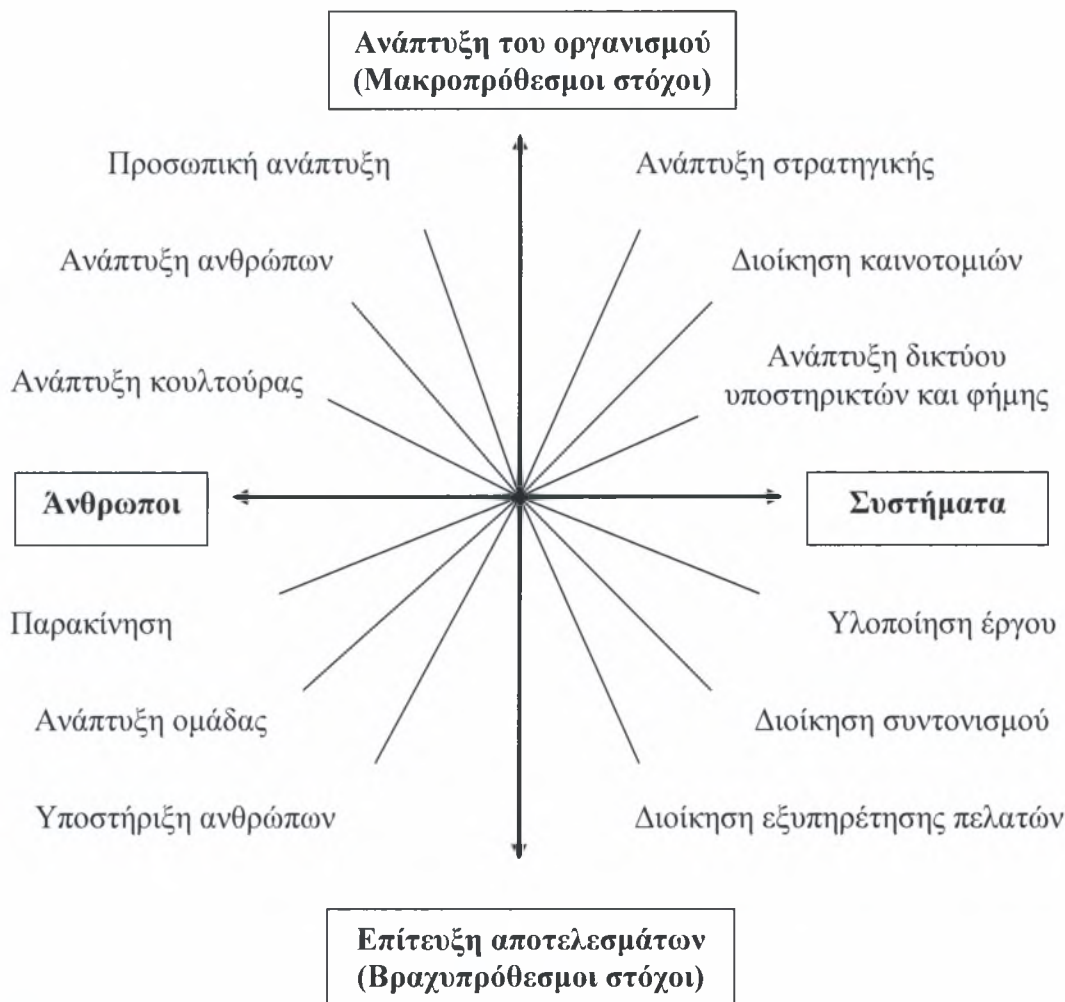 Ανάπτυξη του οργανισμού
(Μακροπρόθεσμοι στόχοι)
Προσωπική ανάπτυξη
Ανάπτυξη στρατηγικής
Ανάπτυξη ανθρώπων
Διοίκηση καινοτομιών
Ανάπτυξη κουλτούρας
Ανάπτυξη δικτύου
υποστηρικτών και φήμης
Άνθρωποι
Συστήματα
Παρακίνηση
Υλοποίηση έργου
Ανάπτυξη ομάδας
Διοίκηση συντονισμού
Υποστήριξη ανθρώπων
Διοίκηση εξυπηρέτησης πελατών
Επίτευξη αποτελεσμάτων
(Βραχυπρόθεσμοι στόχοι)